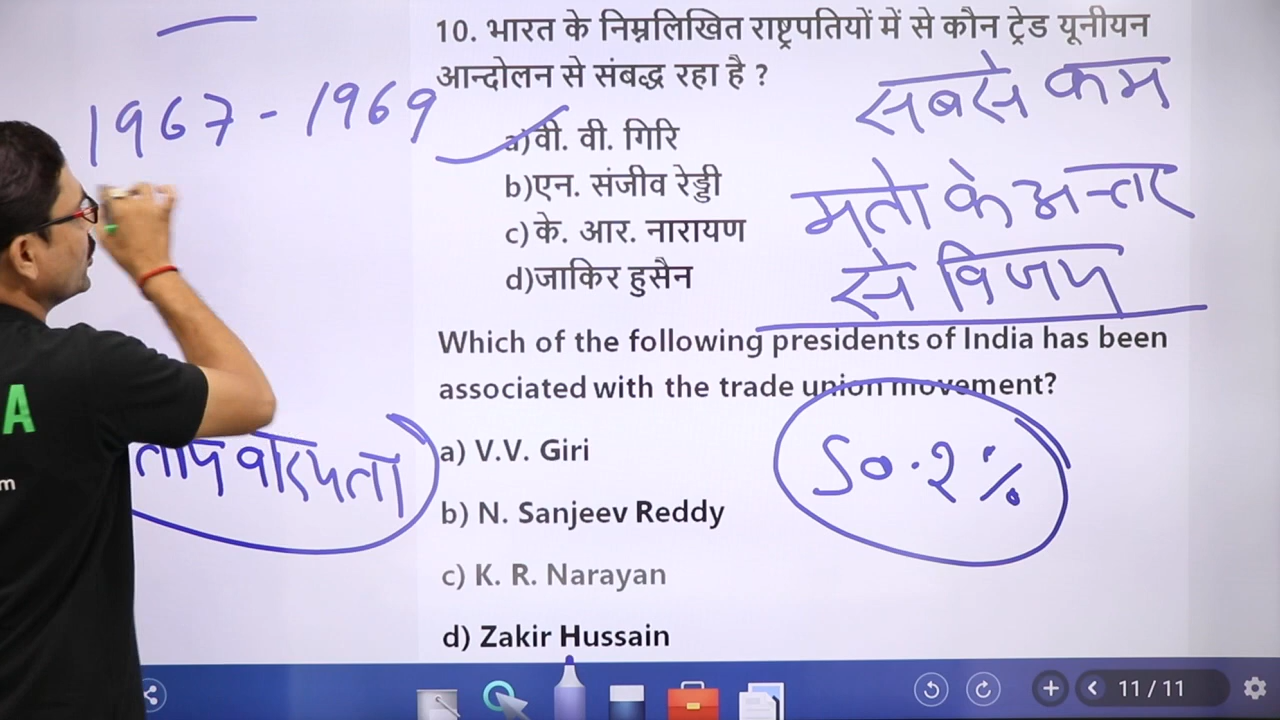 10. भारत के निम्नलिखित राष्ट्रपतियों में से कौन ट्रेड यूनीयन
आन्दोलन से संबद्ध रहा है ?
1967 - 1969
a)वी. वी. गिरि
b)एन. संजीव रेड्डी
c) के. आर. नारायण
d)जाकिर हुसैन
सबसे कम
मतो के अन्तर
से विजय
Which of the following presidents of India has been
associated with the trade union movement?
a) V.V. Giri
b) N. Sanjeev Reddy
c) K. R. Narayan
d) Zakir Hussain
50.2%
A
m
11 / 11